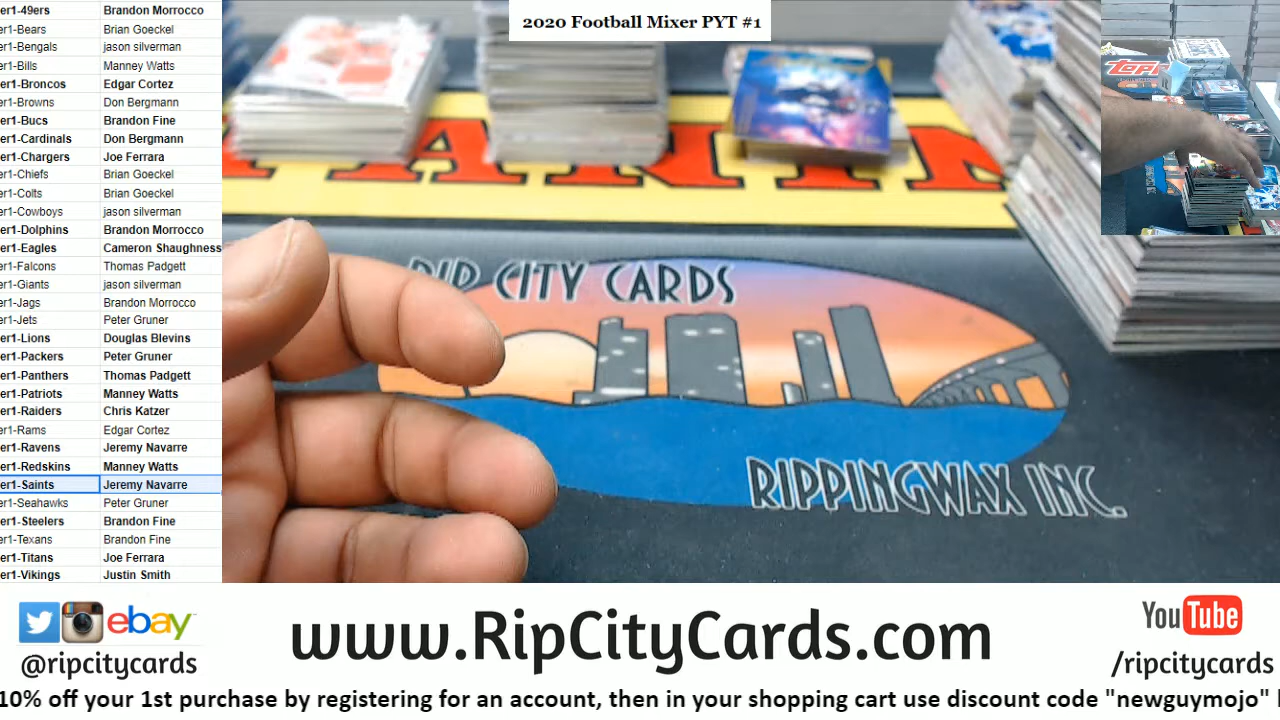 2020 Football Mixer PYT #1
er1-49ers Brandon Morrocco
er1-Bears Brian Goeckel
er1-Bengals jason silverman
er1-Bills Manney Watts
er1-Broncos Edgar Cortez
er1-Browns Don Bergmann
er1-Bucs Brandon Fine
er1-Cardinals Don Bergmann
er1-Chargers Joe Ferrara
er1-Chiefs Brian Goeckel
er1-Colts Brian Goeckel
er1-Cowboys jason silverman
er1-Dolphins Brandon Morrocco
er1-Eagles Cameron Shaughness
er1-Falcons Thomas Padgett
er1-Giants jason silverman
er1-Jags Brandon Morrocco
er1-Jets Peter Gruner
er1-Lions Douglas Blevins
er1-Packers Peter Gruner
er1-Panthers Thomas Padgett
er1-Patriots Manney Watts
er1-Raiders Chris Katzer
er1-Rams Edgar Cortez
er1-Ravens Jeremy Navarre
er1-Redskins Manney Watts
er1-Saints Jeremy Navarre
er1-Seahawks Peter Gruner
er1-Steelers Brandon Fine
er1-Texans Brandon Fine
er1-Titans Joe Ferrara
er1-Vikings Justin Smith
PANIN
TOPPS
RIP CITY CARDS
RIPPINGWAX INC.
ebay
@ripcitycards
www.RipCityCards.com
YouTube
/ripcitycards
10% off your 1st purchase by registering for an account, then in your shopping cart use discount code "newguymojo"